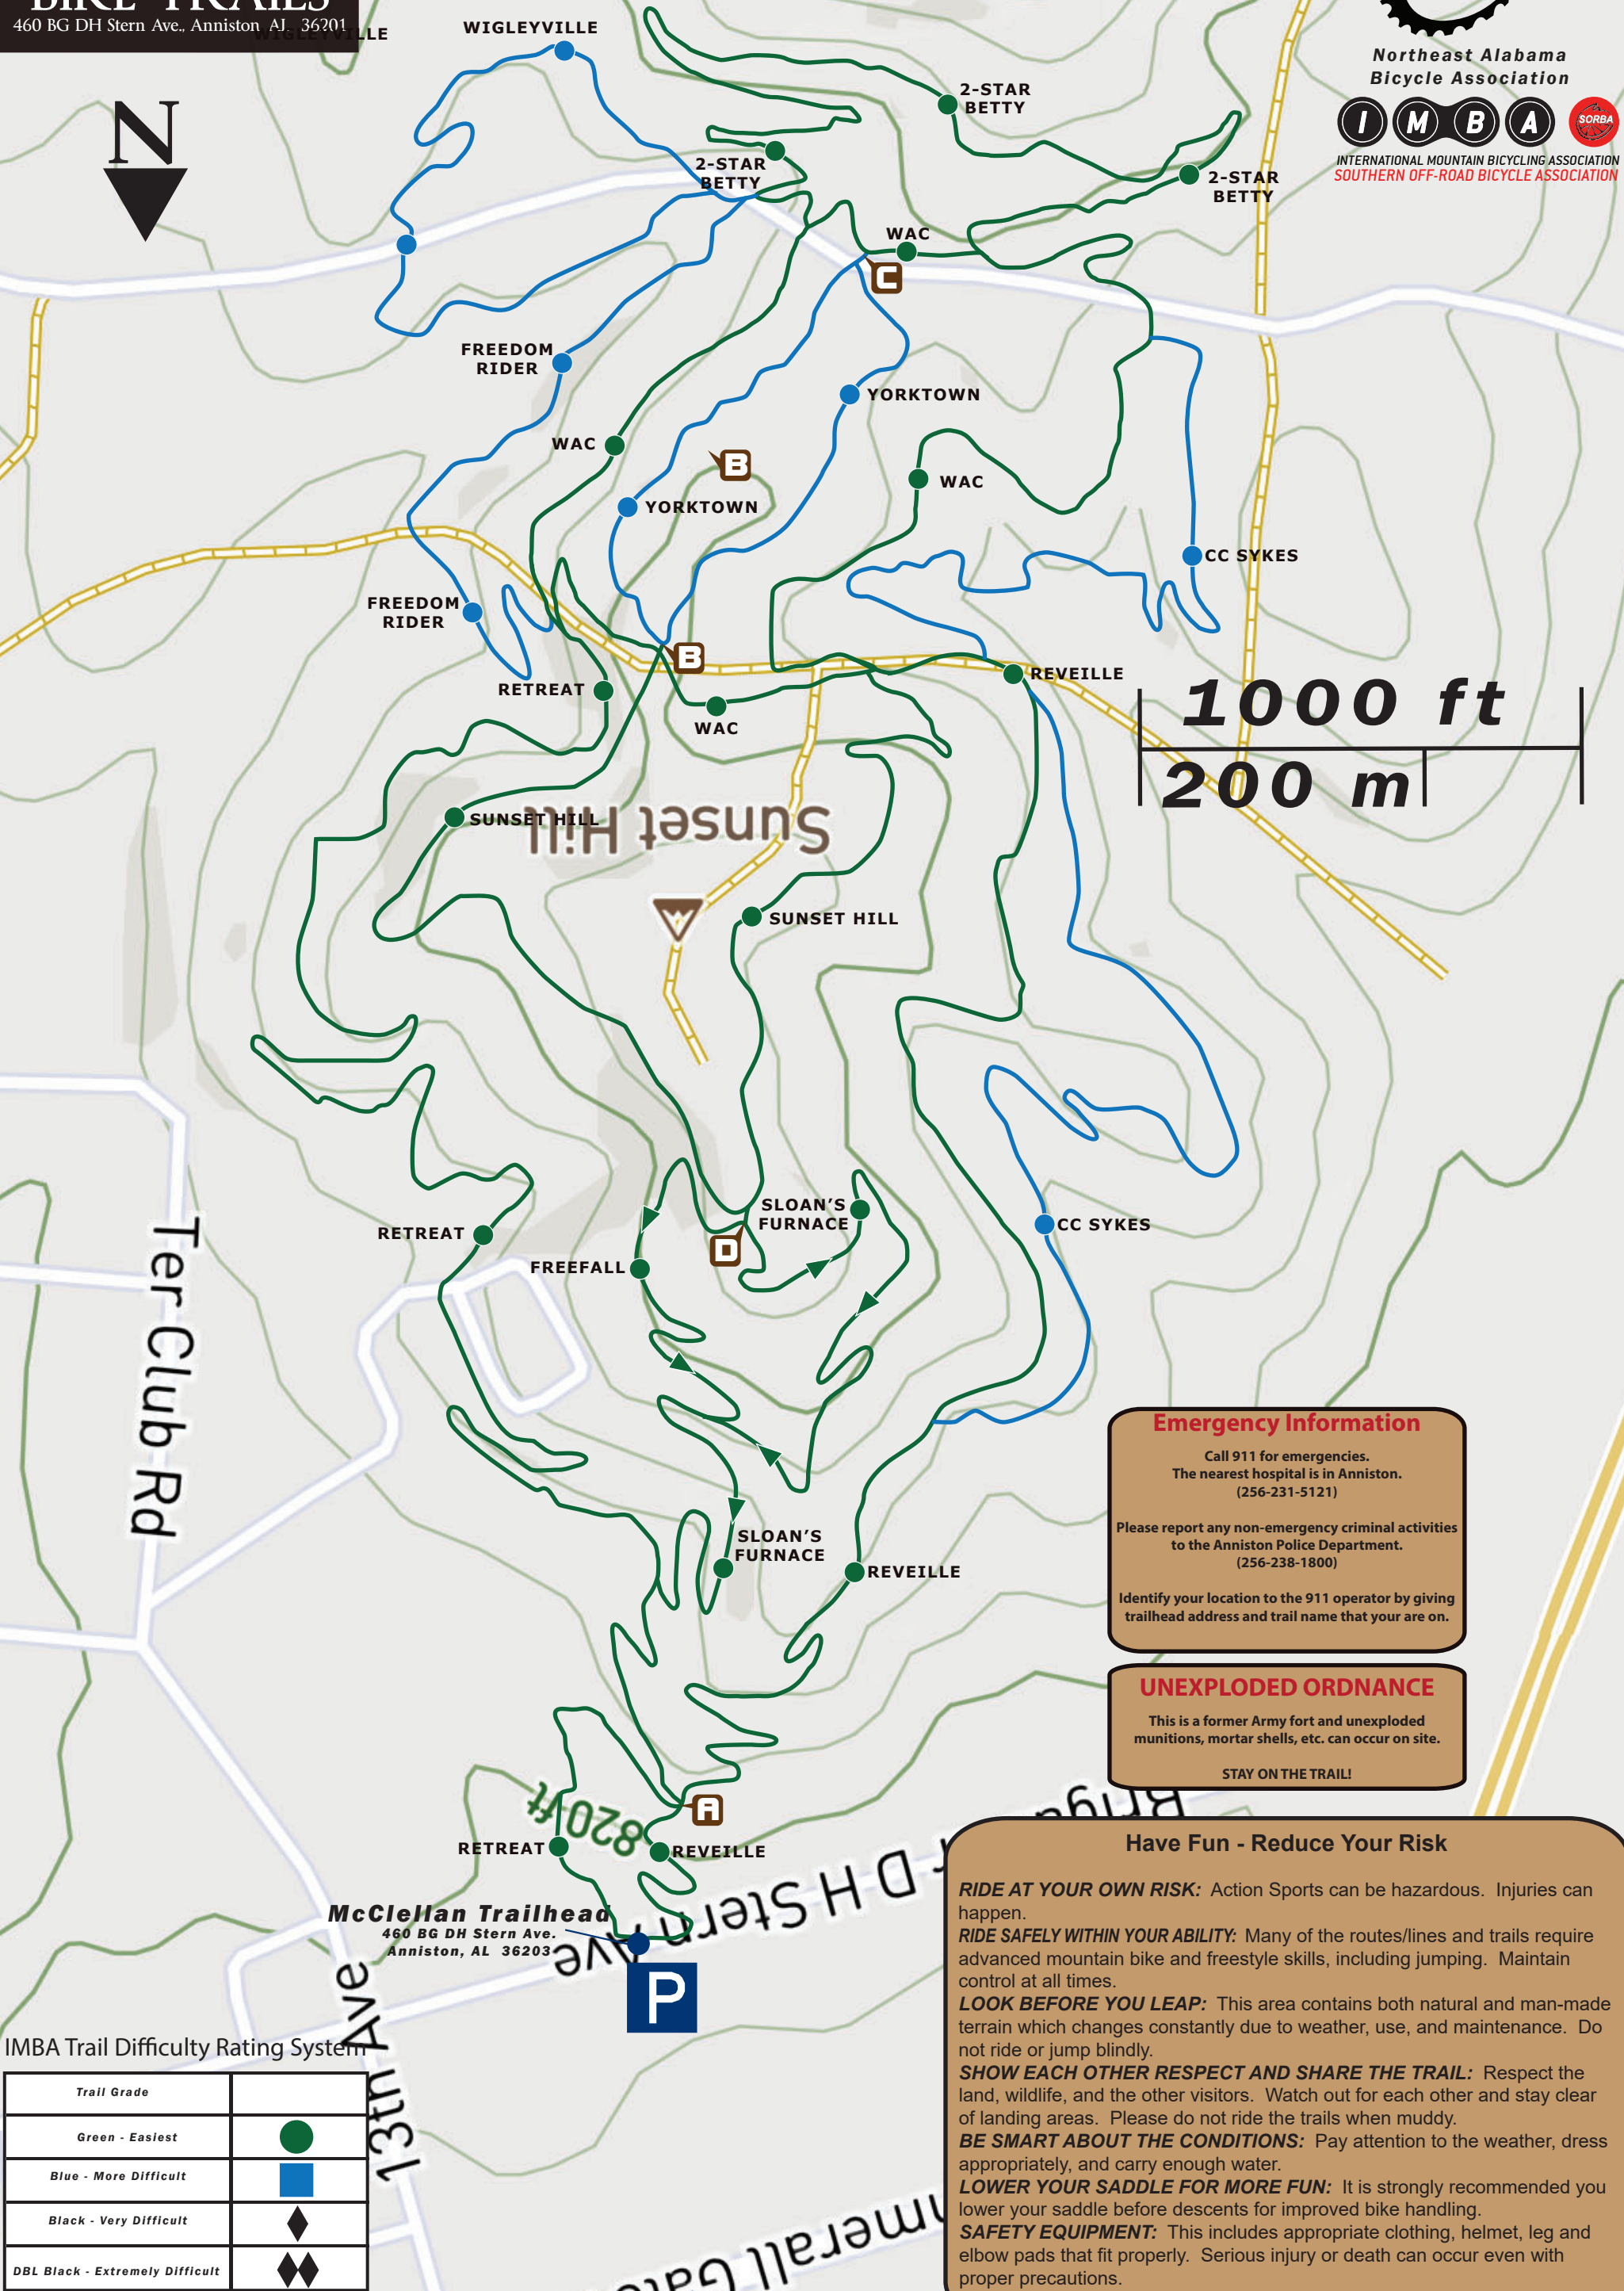 BIKE TRAILS
460 BG DH Stern Ave., Anniston AL 36201
WIGLEYVILLE
WIGLEYVILLE
Northeast Alabama
Bicycle Association
I M B A
SORBA
INTERNATIONAL MOUNTAIN BICYCLING ASSOCIATION
SOUTHERN OFF-ROAD BICYCLE ASSOCIATION
N
2-STAR
BETTY
2-STAR
BETTY
2-STAR
BETTY
WAC
C
FREEDOM
RIDER
YORKTOWN
WAC
B
WAC
YORKTOWN
CC SYKES
FREEDOM
RIDER
B
REVEILLE
RETREAT
WAC
1000 ft
200 m
SUNSET HILL
Sunset Hill
SUNSET HILL
SLOAN'S
FURNACE
RETREAT
D
CC SYKES
FREEFALL
Ter Club Rd
SLOAN'S
FURNACE
REVEILLE
Emergency Information
Call 911 for emergencies.
The nearest hospital is in Anniston.
(256-231-5121)
Please report any non-emergency criminal activities
to the Anniston Police Department.
(256-238-1800)
Identify your location to the 911 operator by giving
trailhead address and trail name that your are on.
UNEXPLODED ORDNANCE
This is a former Army fort and unexploded
munitions, mortar shells, etc. can occur on site.
STAY ON THE TRAIL!
A
820ft
RETREAT
REVEILLE
DH Stern Ave
McClellan Trailhead
460 BG DH Stern Ave.
Anniston, AL 36203
P
13th Ave
Have Fun - Reduce Your Risk
RIDE AT YOUR OWN RISK: Action Sports can be hazardous. Injuries can
happen.
RIDE SAFELY WITHIN YOUR ABILITY: Many of the routes/lines and trails require
advanced mountain bike and freestyle skills, including jumping. Maintain
control at all times.
LOOK BEFORE YOU LEAP: This area contains both natural and man-made
terrain which changes constantly due to weather, use, and maintenance. Do
not ride or jump blindly.
SHOW EACH OTHER RESPECT AND SHARE THE TRAIL: Respect the
land, wildlife, and the other visitors. Watch out for each other and stay clear
of landing areas. Please do not ride the trails when muddy.
BE SMART ABOUT THE CONDITIONS: Pay attention to the weather, dress
appropriately, and carry enough water.
LOWER YOUR SADDLE FOR MORE FUN: It is strongly recommended you
lower your saddle before descents for improved bike handling.
SAFETY EQUIPMENT: This includes appropriate clothing, helmet, leg and
elbow pads that fit properly. Serious injury or death can occur even with
proper precautions.
IMBA Trail Difficulty Rating System
Trail Grade
Green - Easiest
Blue - More Difficult
Black - Very Difficult
DBL Black - Extremely Difficult